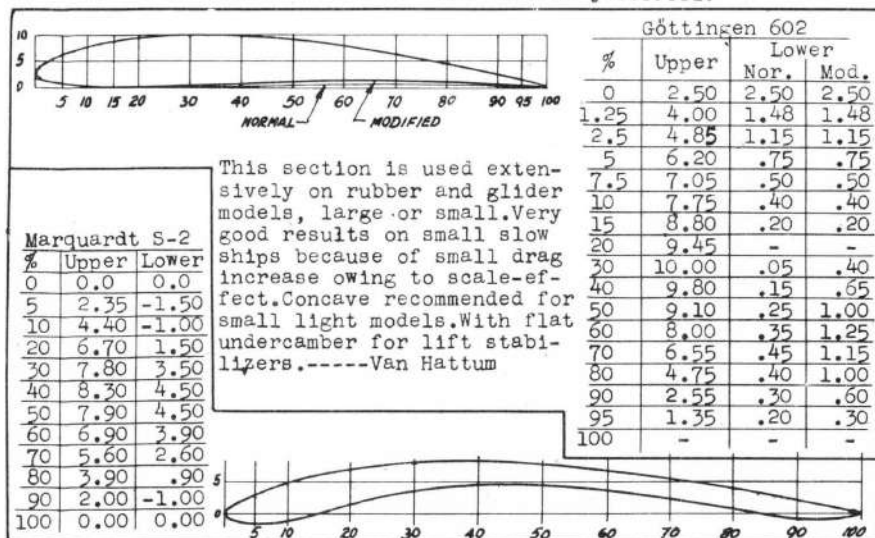 10
5
0
5 10 15 20 30 40 50 60 70 80 90 95 100
NORMAL MODIFIED
This section is used exten-
sively on rubber and glider
models, large or small.Very
good results on small slow
ships because of small drag
increase owing to scale-ef-
fect.Concave recommended for
small light models.With flat
undercamber for lift stabi-
lizers.-----Van Hattum
Göttingen 602
% Upper Lower
Nor. Mod.
0 2.50 2.50 2.50
1.25 4.00 1.48 1.48
2.5 4.85 1.15 1.15
5 6.20 .75 .75
7.5 7.05 .50 .50
10 7.75 .40 .40
15 8.80 .20 .20
20 9.45 - -
30 10.00 .05 .40
40 9.80 .15 .65
50 9.10 .25 1.00
60 8.00 .35 1.25
70 6.55 .45 1.15
80 4.75 .40 1.00
90 2.55 .30 .60
95 1.35 .20 .30
100 - - -
Marquardt S-2
% Upper Lower
0 0.0 0.0
5 2.35 -1.50
10 4.40 -1.00
20 6.70 1.50
30 7.80 3.50
40 8.30 4.50
50 7.90 4.50
60 6.90 3.90
70 5.60 2.60
80 3.90 .90
90 2.00 -1.00
100 0.00 0.00
5
0
5 10 20 30 40 50 60 70 80 90 100